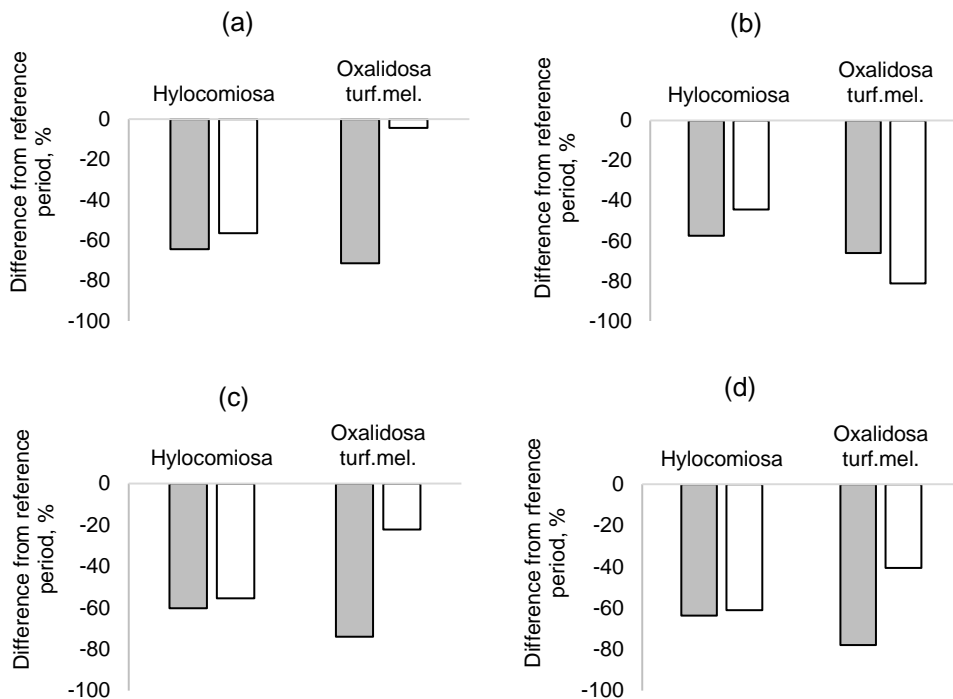 (a)
Difference from reference
period, %
Hylocomiosa
Oxalidosa
turf.mel.
0
-20
-40
-60
-80
-100
(b)
Difference from rference
period, %
Hylocomiosa
Oxalidosa
turf.mel.
0
-20
-40
-60
-80
-100
(c)
Difference from reference
period, %
Hylocomiosa
Oxalidosa
turf.mel.
0
-20
-40
-60
-80
-100
(d)
Difference from rference
period, %
Hylocomiosa
Oxalidosa
turf.mel.
0
-20
-40
-60
-80
-100